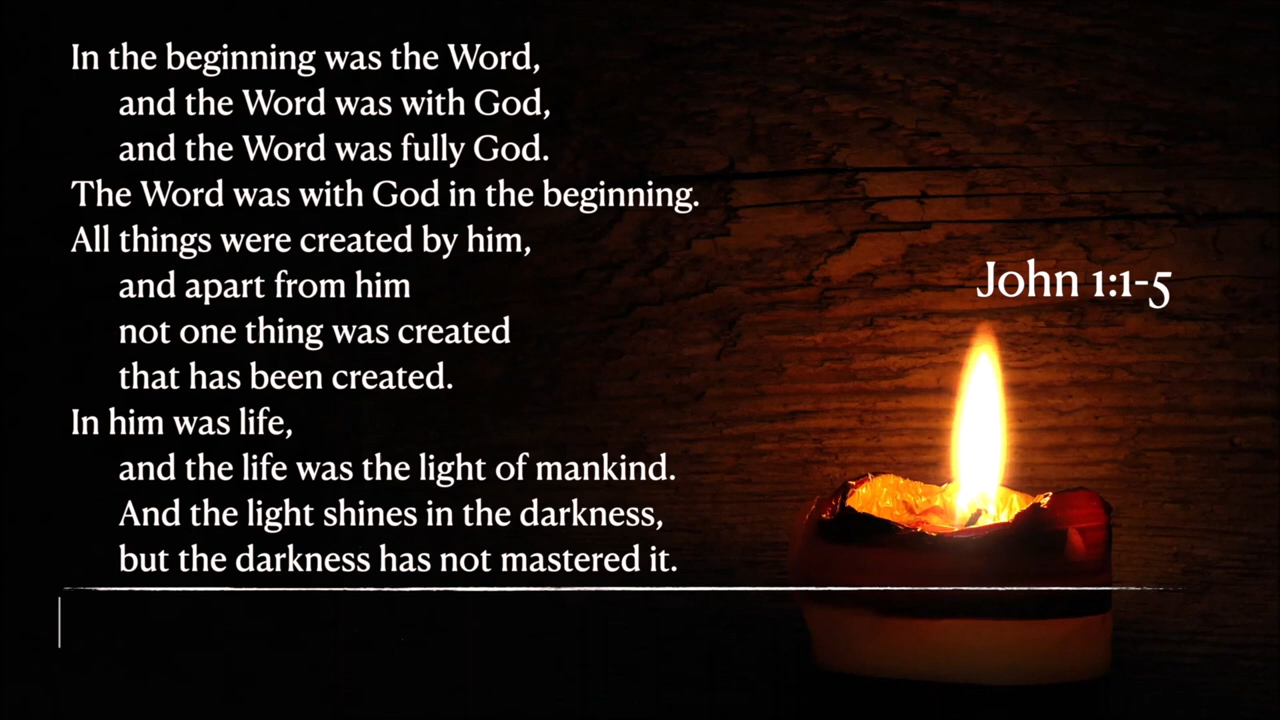 In the beginning was the Word,
and the Word was with God,
and the Word was fully God.
The Word was with God in the beginning.
All things were created by him,
and apart from him
not one thing was created
that has been created.
In him was life,
and the life was the light of mankind.
And the light shines in the darkness,
but the darkness has not mastered it.
John 1:1-5